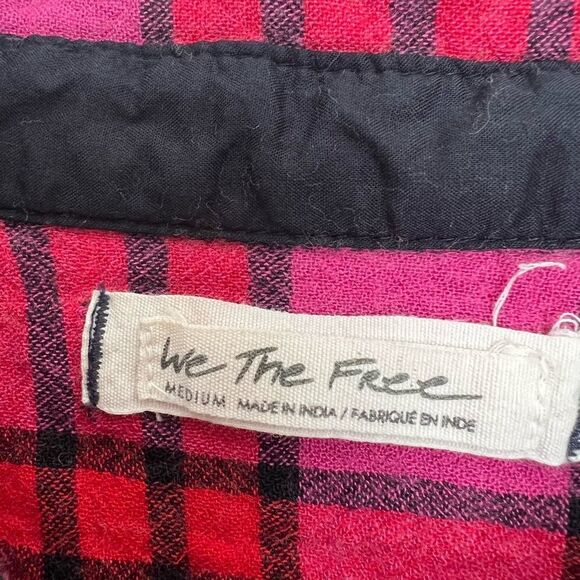 We The Free
MEDIUM MADE IN INDIA / FABRIQUÉ EN INDE